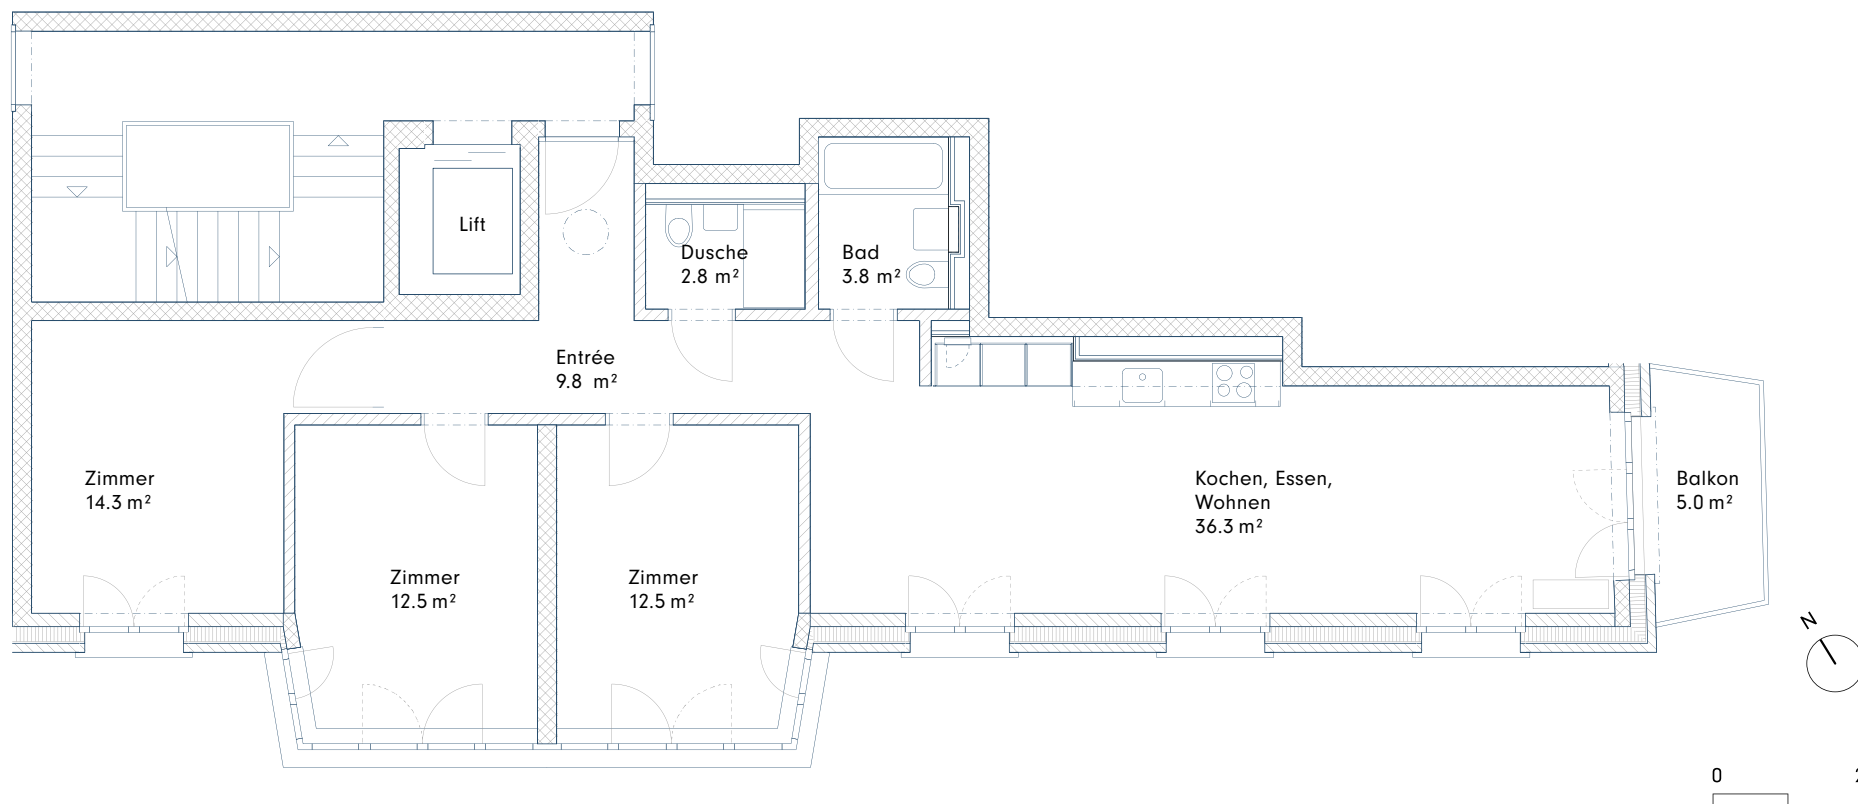 Lift
Dusche
2.8 m²
Bad
3.8 m²
Entrée
9.8 m²
Zimmer
14.3 m²
Kochen, Essen,
Wohnen
36.3 m²
Balkon
5.0 m²
Zimmer
12.5 m²
Zimmer
12.5 m²
N
0